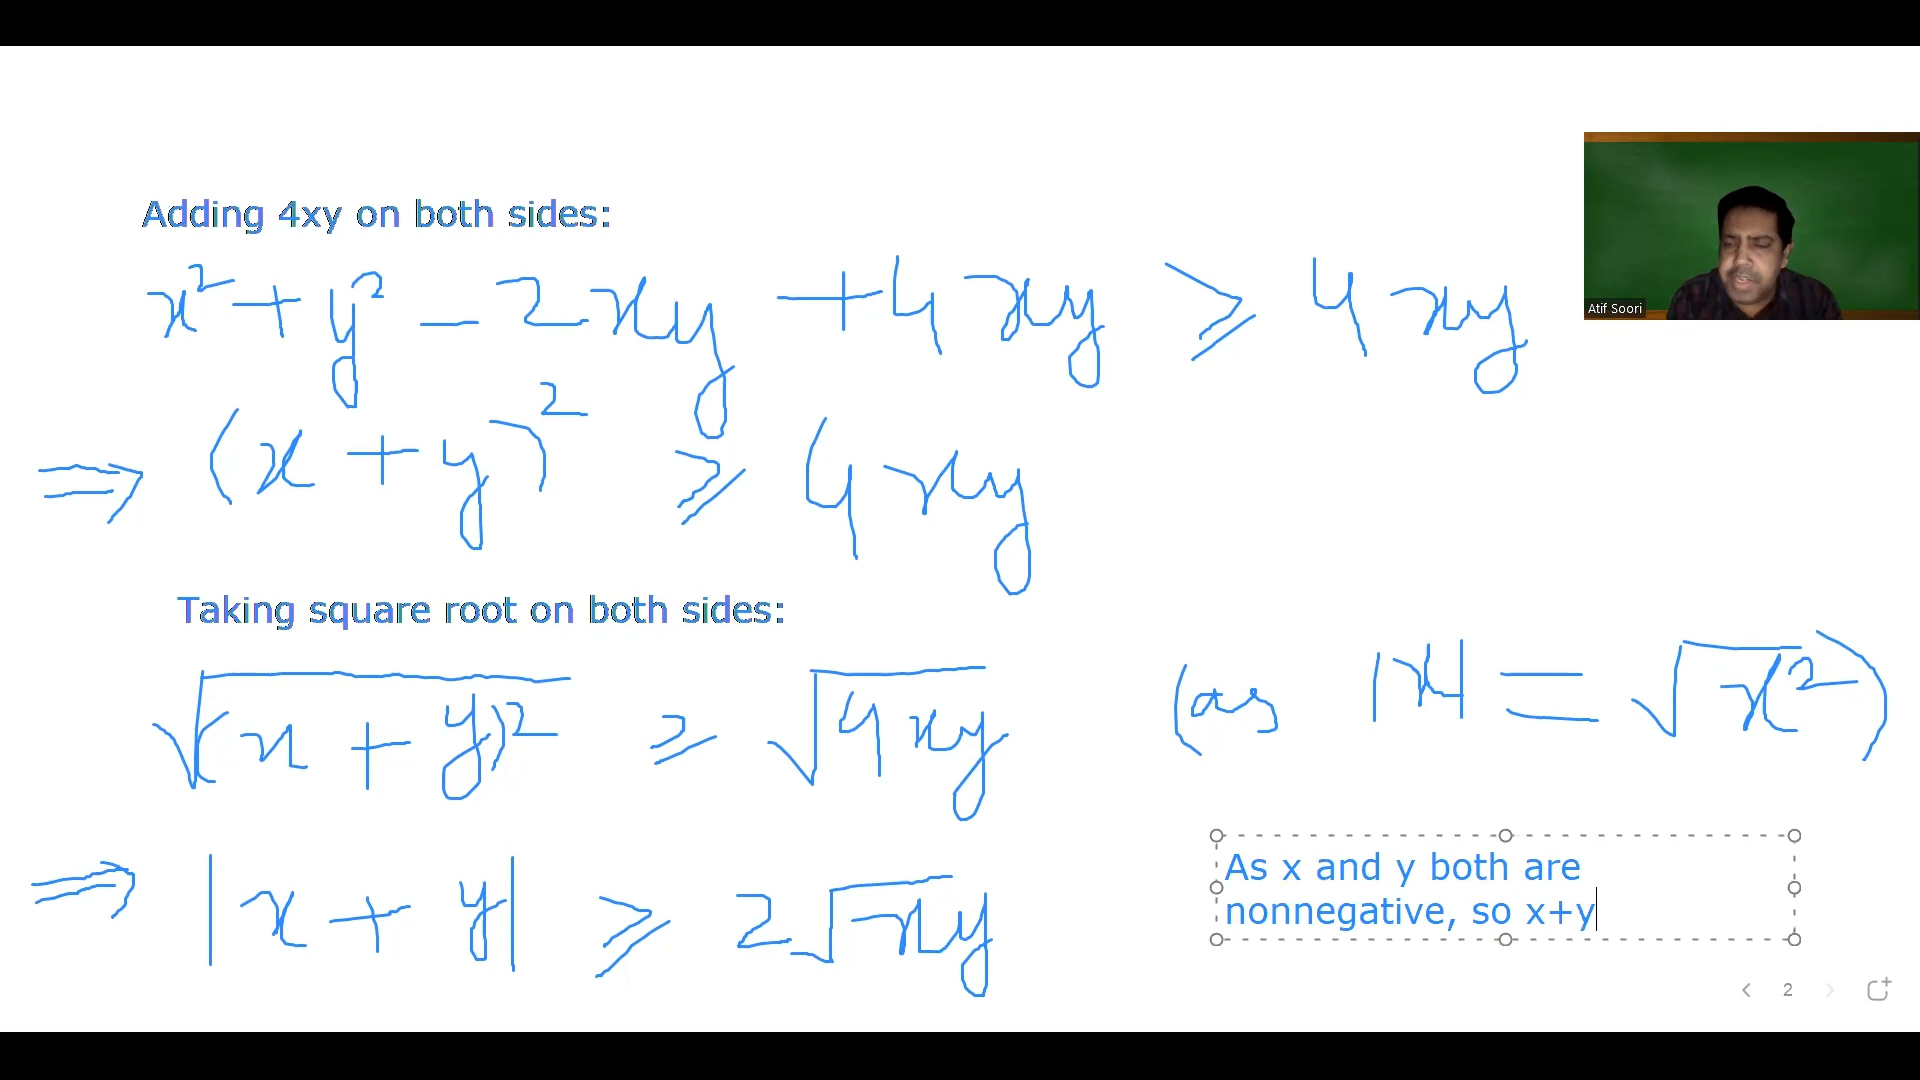 Adding 4xy on both sides:
x² + y² - 2xy + 4xy ≥ 4xy
⇒ (x + y)² ≥ 4xy
Taking square root on both sides:
√(x + y)² ≥ √4xy (as |x| = √x²)
⇒ |x + y| ≥ 2√xy
As x and y both are
nonnegative, so x+y
Atif Soori
2